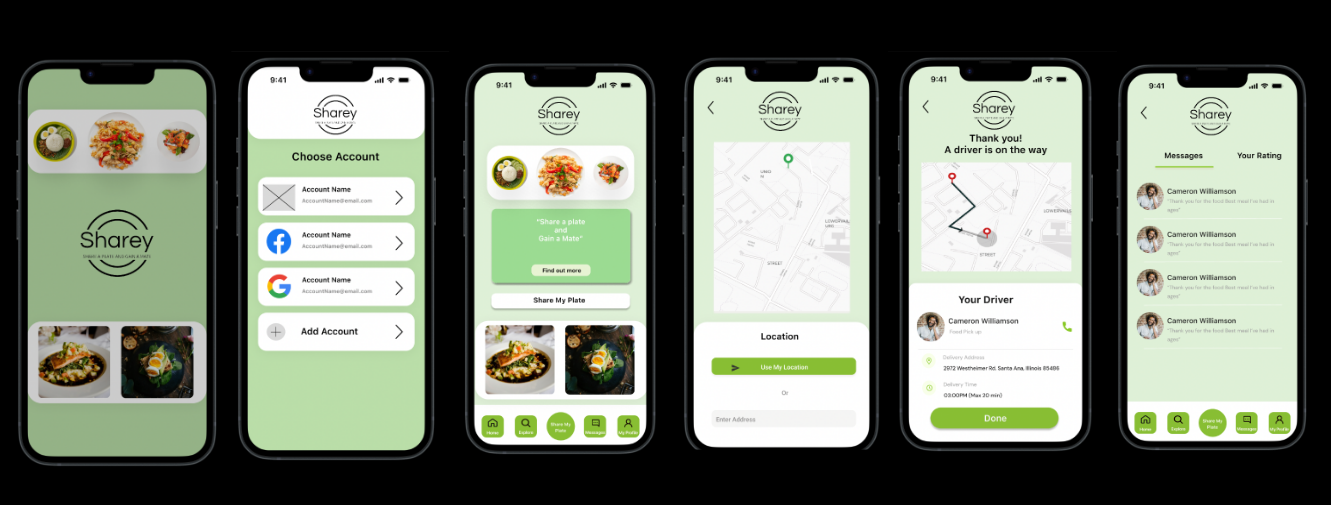 Sharey
SHARE A PLATE AND GAIN A MATE
9:41
Sharey
Choose Account
Account Name
AccountName@email.com
Account Name
AccountName@email.com
Account Name
AccountName@email.com
Add Account
9:41
Sharey
"Share a plate
and
Gain a Mate"
Find out more
Share My Plate
Home
Explore
Share My
Plate
Messages
My Profile
9:41
Sharey
STREET
Location
Use My Location
Or
Enter Address
9:41
Sharey
Thank you!
A driver is on the way
STREET
Your Driver
Cameron Williamson
Food Pick up
Delivery Address
2972 Westheimer Rd. Santa Ana, Illinois 85486
Delivery Time
03:00PM (Max 20 min)
Done
9:41
Sharey
Messages
Your Rating
Cameron Williamson
"Thank you for the food Best meal I've had in
ages"
Cameron Williamson
"Thank you for the food Best meal I've had in
ages"
Cameron Williamson
"Thank you for the food Best meal I've had in
ages"
Cameron Williamson
"Thank you for the food Best meal I've had in
ages"
Home
Explore
Share My
Plate
Messages
My Profile